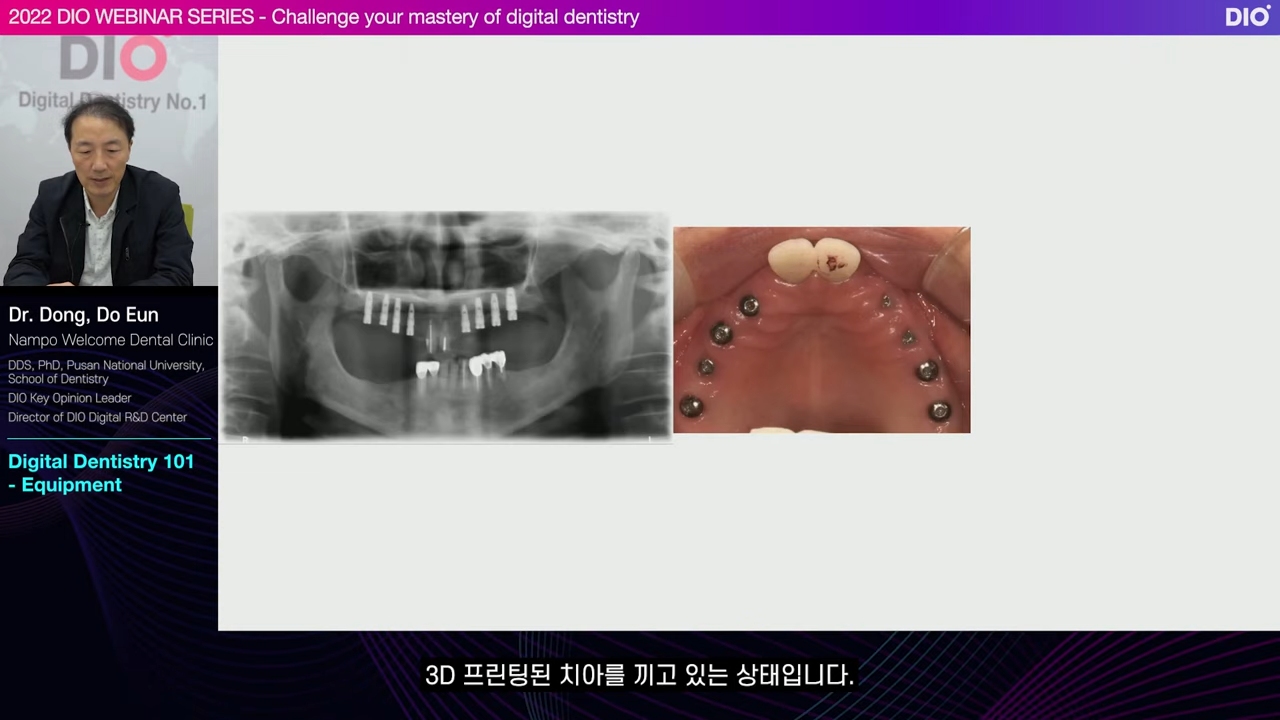 2022 DIO WEBINAR SERIES - Challenge your mastery of digital dentistry
DIO
DIO
Digital Dentistry No.1
Dr. Dong, Do Eun
Nampo Welcome Dental Clinic
DDS, PhD, Pusan National University,
School of Dentistry
DIO Key Opinion Leader
Director of DIO Digital R&D Center
Digital Dentistry 101
- Equipment
3D 프린팅된 치아를 끼고 있는 상태입니다.